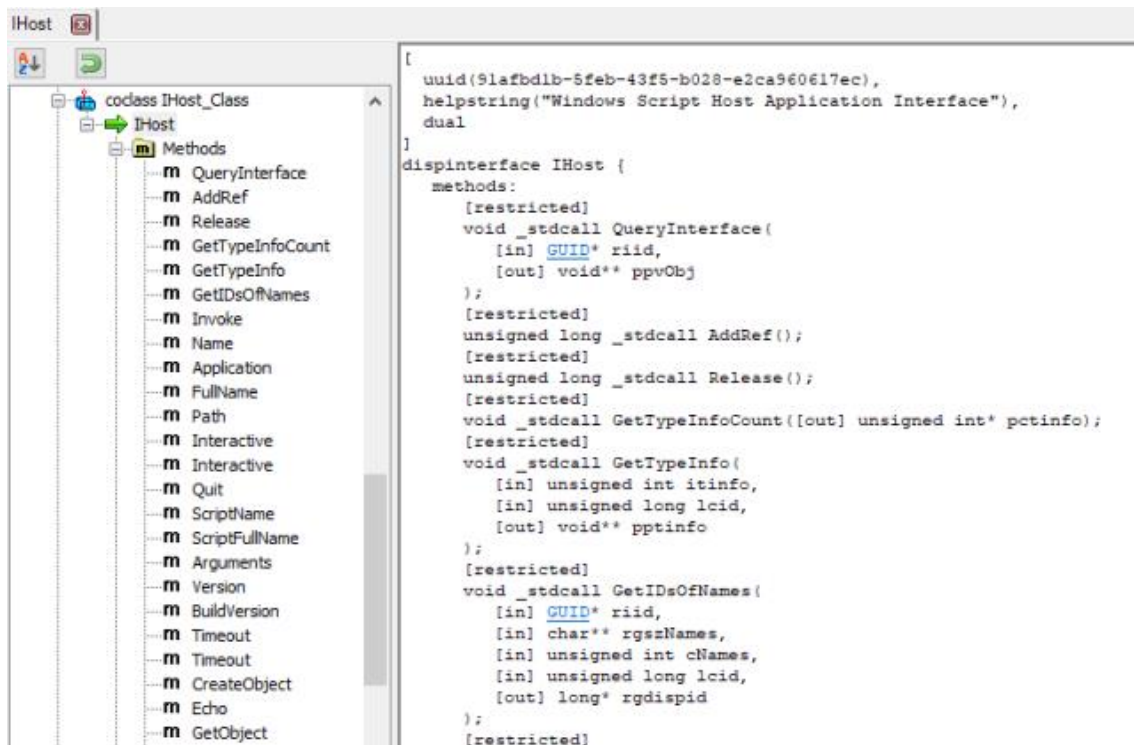 IHost
coclass IHost_Class
IHost
Methods
m QueryInterface
m AddRef
m Release
m GetTypeInfoCount
m GetTypeInfo
m GetIDsOfNames
m Invoke
m Name
m Application
m FullName
m Path
m Interactive
m Interactive
m Quit
m ScriptName
m ScriptFullName
m Arguments
m Version
m BuildVersion
m Timeout
m Timeout
m CreateObject
m Echo
m GetObject
[
uuid(91afbd1b-5feb-43f5-b028-e2ca960617ec),
helpstring("Windows Script Host Application Interface"),
dual
]
dispinterface IHost {
methods:
[restricted]
void _stdcall QueryInterface(
[in] GUID* riid,
[out] void** ppvObj
);
[restricted]
unsigned long _stdcall AddRef();
[restricted]
unsigned long _stdcall Release();
[restricted]
void _stdcall GetTypeInfoCount([out] unsigned int* pctinfo);
[restricted]
void _stdcall GetTypeInfo(
[in] unsigned int itinfo,
[in] unsigned long lcid,
[out] void** pptinfo
);
[restricted]
void _stdcall GetIDsOfNames(
[in] GUID* riid,
[in] char** rgszNames,
[in] unsigned int cNames,
[in] unsigned long lcid,
[out] long* rgdispid
);
[restricted]